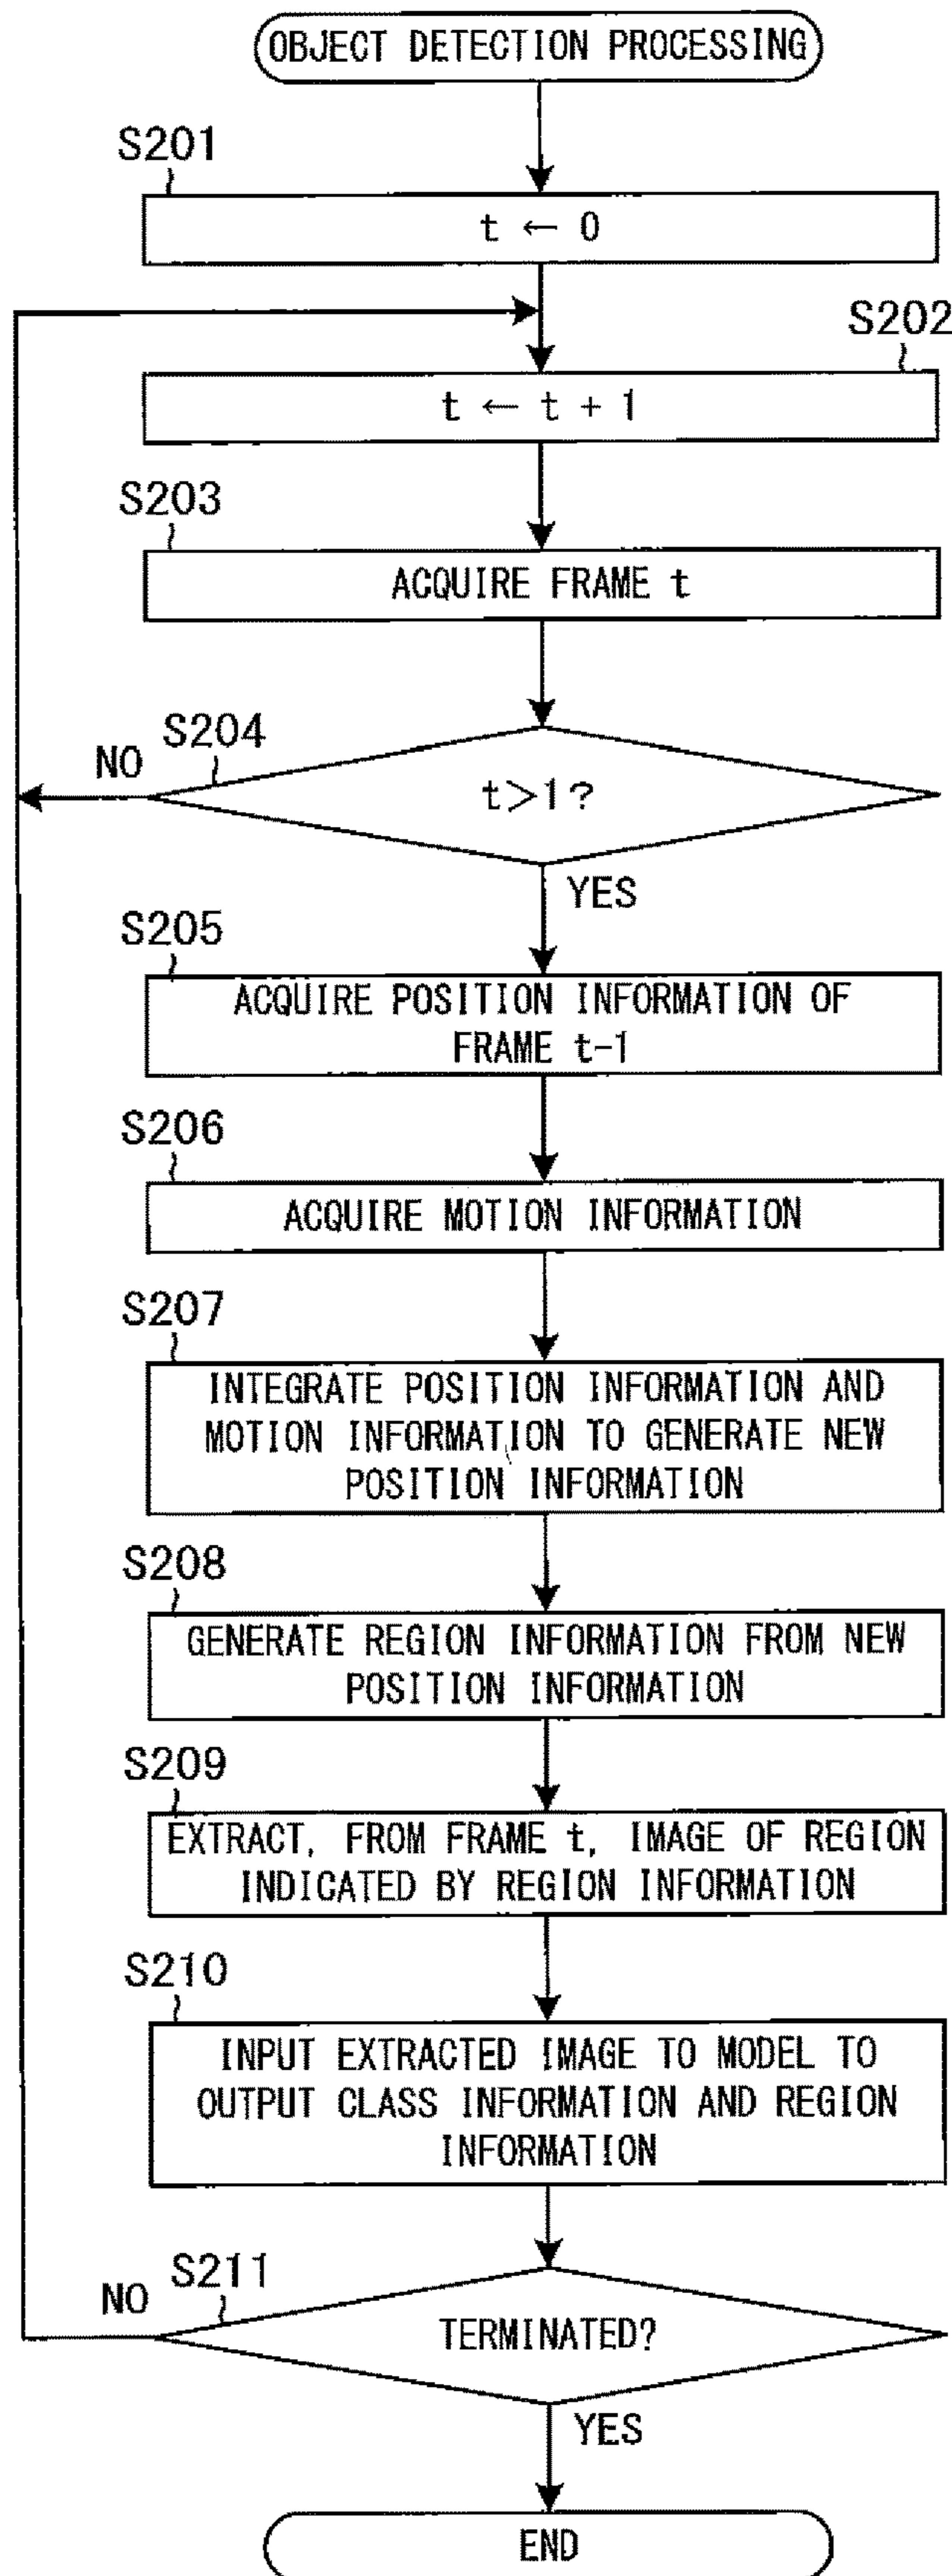 OBJECT DETECTION PROCESSING
S201
t ← 0
S202
t ← t + 1
S203
ACQUIRE FRAME t
S204
NO
t>1?
YES
S205
ACQUIRE POSITION INFORMATION OF
FRAME t-1
S206
ACQUIRE MOTION INFORMATION
S207
INTEGRATE POSITION INFORMATION AND
MOTION INFORMATION TO GENERATE NEW
POSITION INFORMATION
S208
GENERATE REGION INFORMATION FROM NEW
POSITION INFORMATION
S209
EXTRACT, FROM FRAME t, IMAGE OF REGION
INDICATED BY REGION INFORMATION
S210
INPUT EXTRACTED IMAGE TO MODEL TO
OUTPUT CLASS INFORMATION AND REGION
INFORMATION
S211
NO
TERMINATED?
YES
END